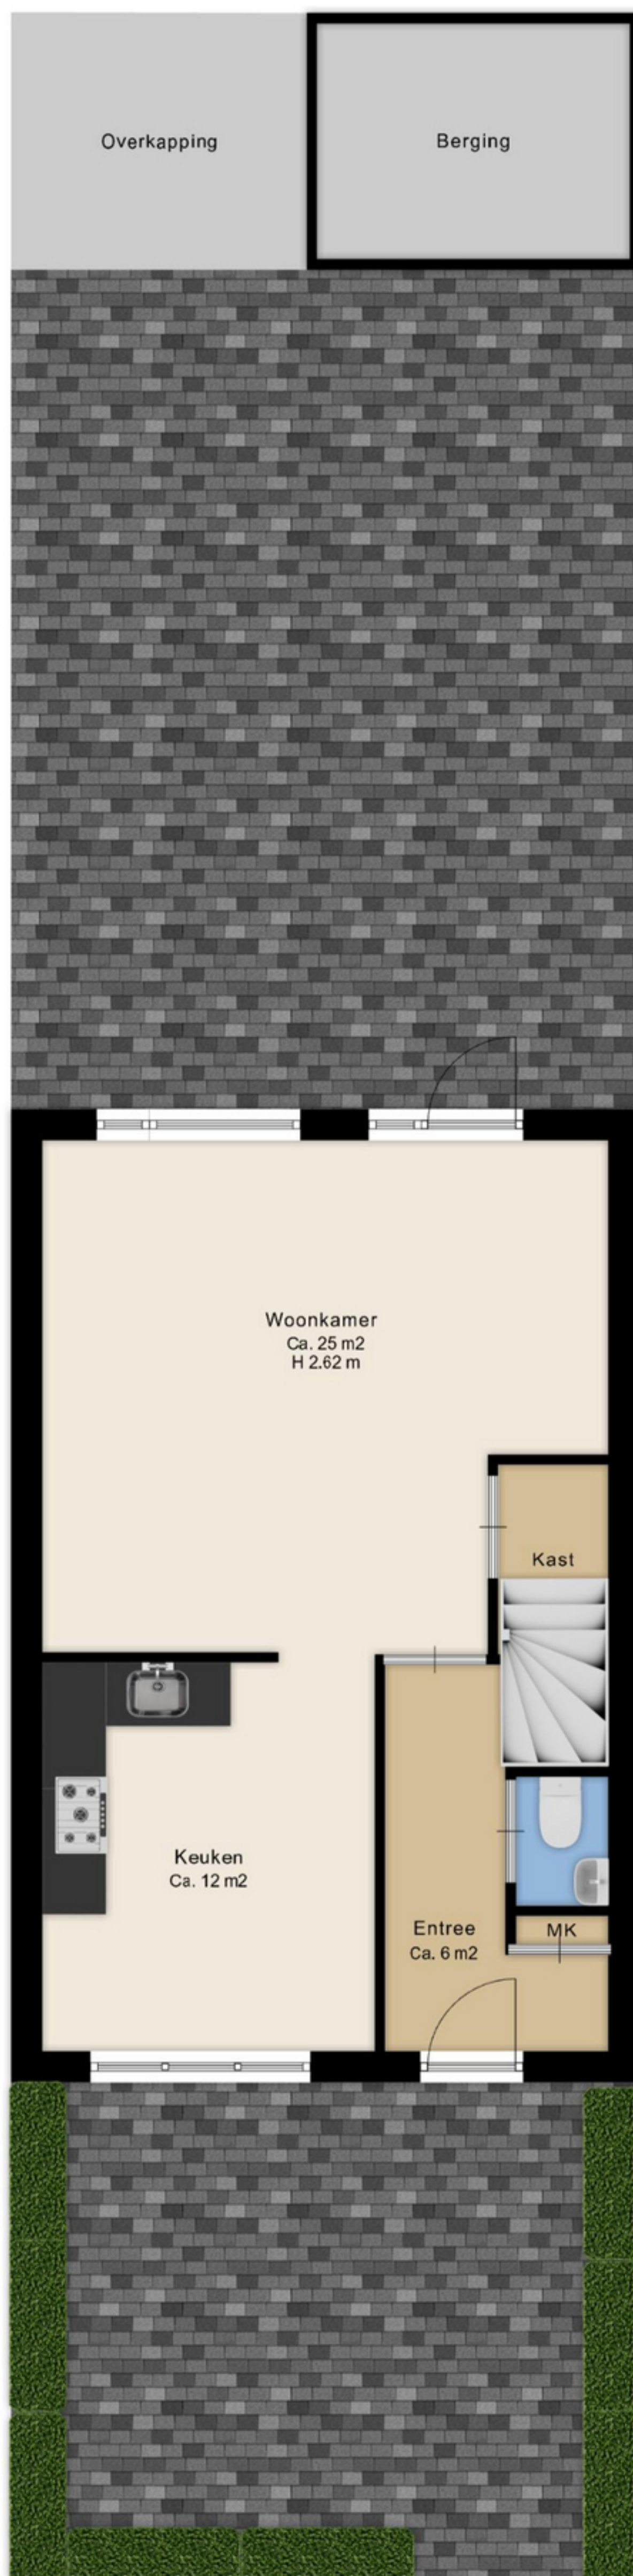 Overkapping
Berging
Woonkamer
Ca. 25 m2
H 2.62 m
Kast
Keuken
Ca. 12 m2
Entree
Ca. 6 m2
MK